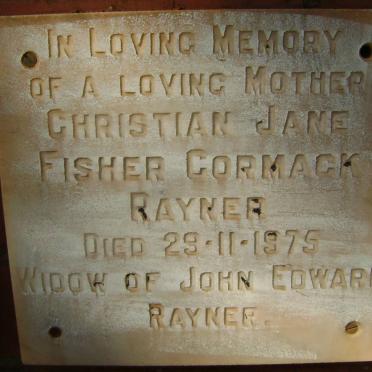 IN LOVING MEMORY
OF A LOVING MOTHER
CHRISTIAN JANE
FISHER CORMACK
RAYNER
DIED 29-11-1975
WIDOW OF JOHN EDWARD
RAYNER.